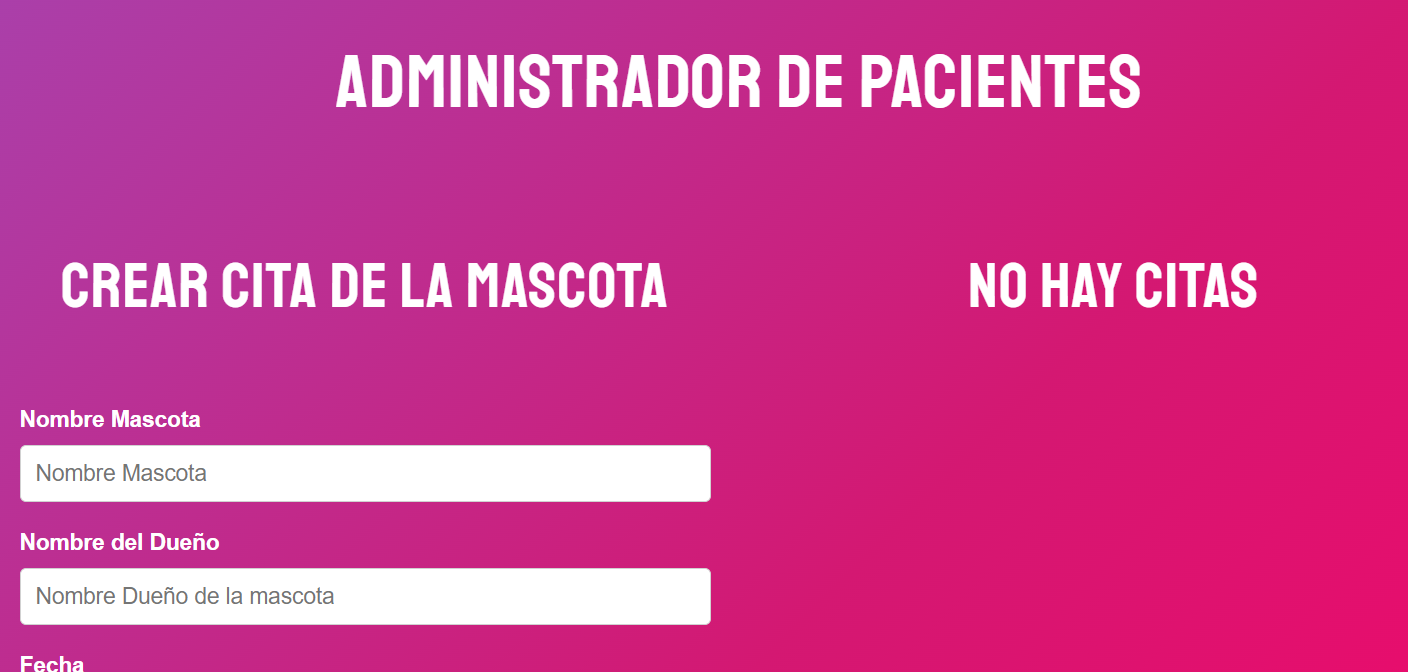 ADMINISTRADOR DE PACIENTES
CREAR CITA DE LA MASCOTA
NO HAY CITAS
Nombre Mascota
Nombre Mascota
Nombre del Dueño
Nombre Dueño de la mascota
Fecha